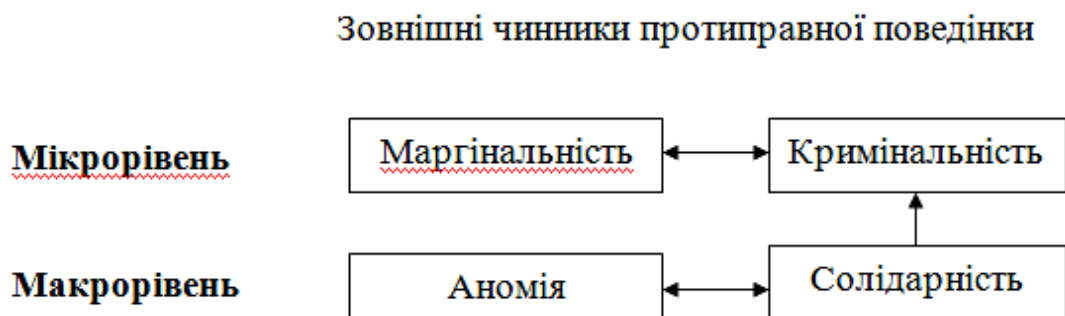 Зовнішні чинники протиправної поведінки
Мікрорівень Маргінальність Кримінальність
Макрорівень Аномія Солідарність